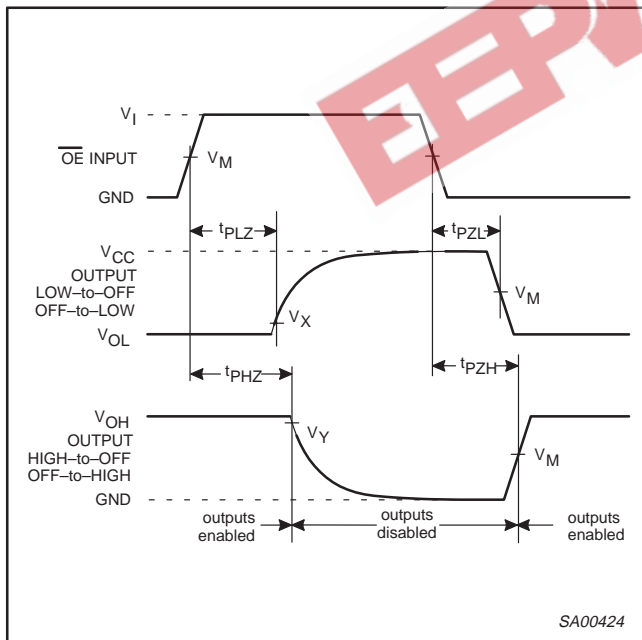 EEPW
V_I
OE INPUT
V_M
GND
t_PLZ
t_PZL
V_CC
OUTPUT
LOW–to–OFF
OFF–to–LOW
V_M
V_X
V_OL
t_PHZ
t_PZH
V_OH
OUTPUT
HIGH–to–OFF
OFF–to–HIGH
V_Y
V_M
GND
outputs enabled
outputs disabled
outputs enabled
SA00424